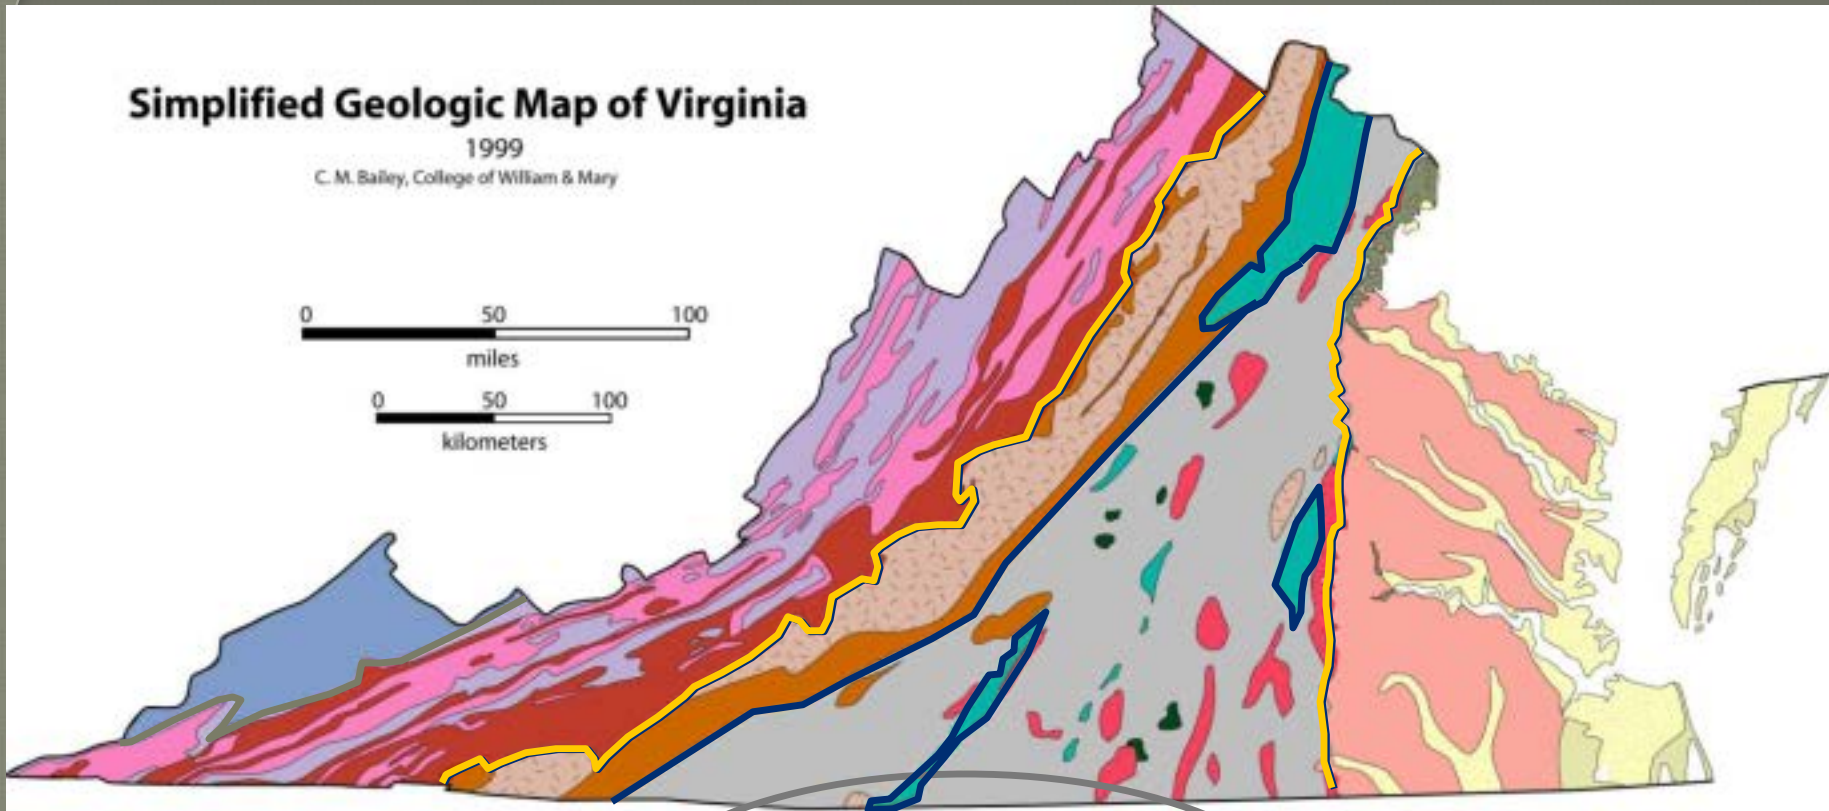 Simplified Geologic Map of Virginia
1999
C. M. Bailey, College of William & Mary
0 50 100
miles
0 50 100
kilometers